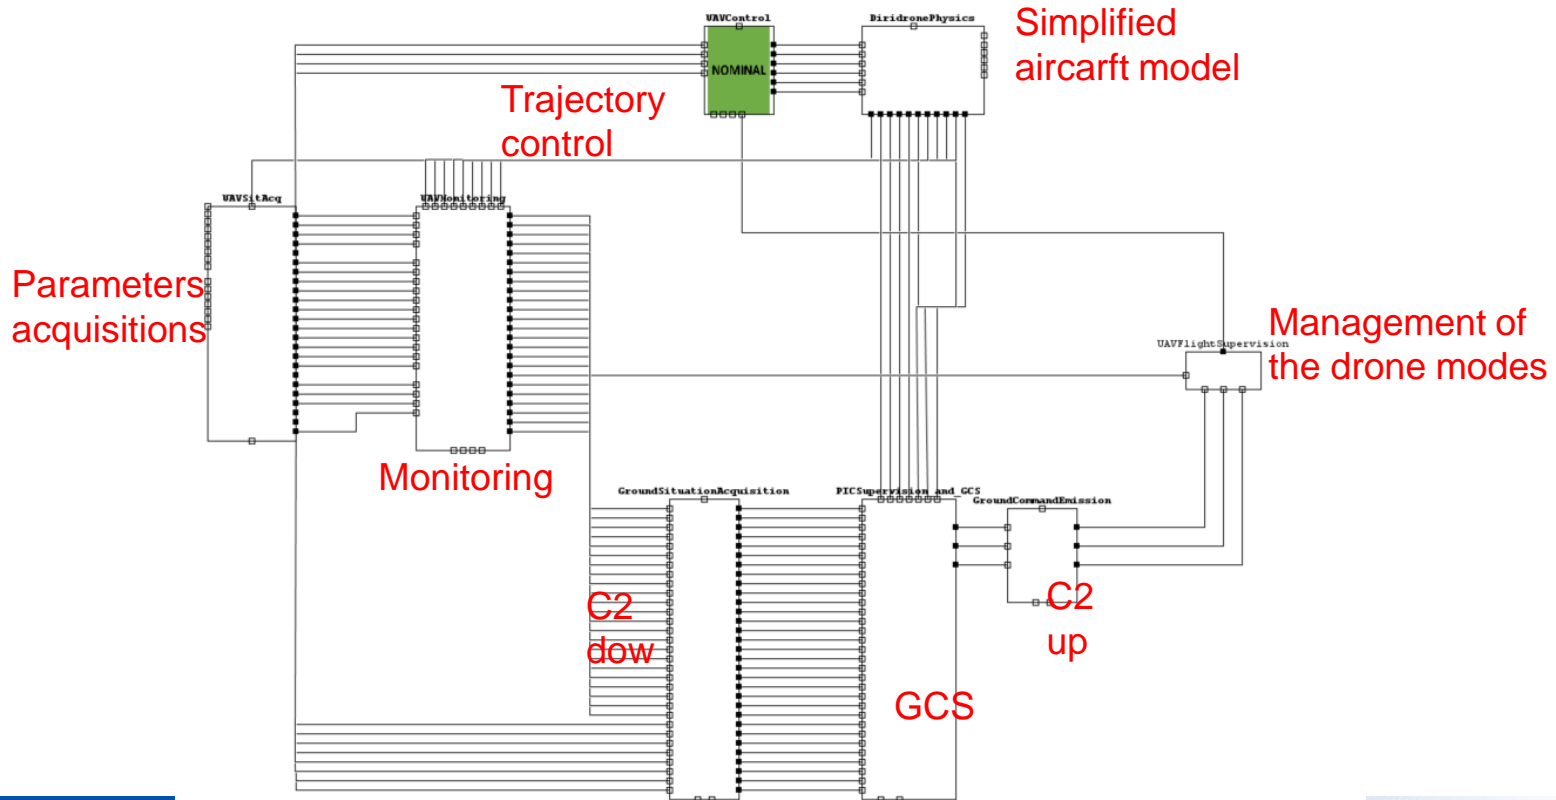 UAVControl
DiridronePhysics
Simplified
aircarft model
NOMINAL
Trajectory
control
UAVSitAcq
UAVMonitoring
Parameters
acquisitions
Management of
the drone modes
UAVFlightSupervision
Monitoring
GroundSituationAcquisition
PICSupervision_and_GCS
GroundCommandEmission
C2
dow
C2
up
GCS